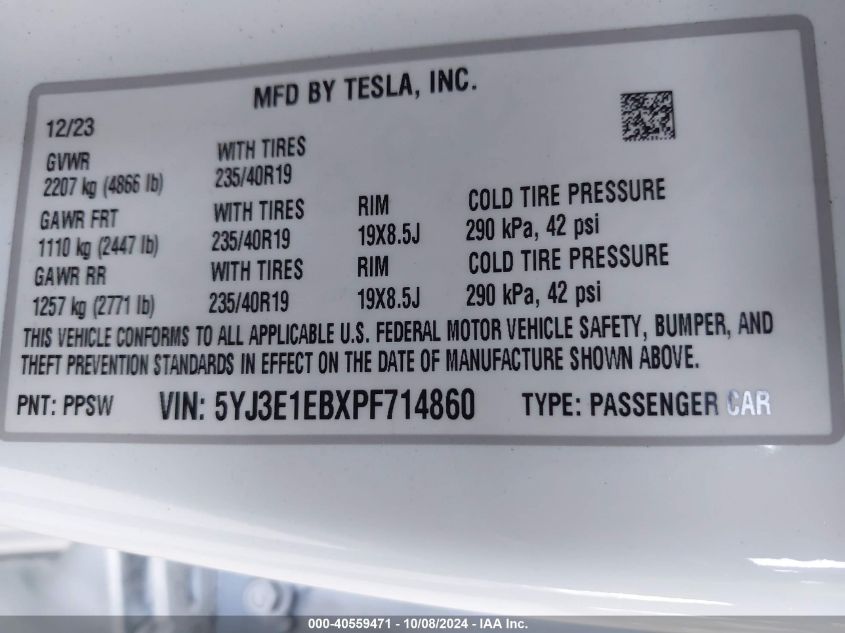 MFD BY TESLA, INC.
12/23
GVWR WITH TIRES
2207 kg (4866 lb) 235/40R19
GAWR FRT WITH TIRES RIM COLD TIRE PRESSURE
1110 kg (2447 lb) 235/40R19 19X8.5J 290 kPa, 42 psi
GAWR RR WITH TIRES RIM COLD TIRE PRESSURE
1257 kg (2771 lb) 235/40R19 19X8.5J 290 kPa, 42 psi
THIS VEHICLE CONFORMS TO ALL APPLICABLE U.S. FEDERAL MOTOR VEHICLE SAFETY, BUMPER, AND
THEFT PREVENTION STANDARDS IN EFFECT ON THE DATE OF MANUFACTURE SHOWN ABOVE.
PNT: PPSW VIN: 5YJ3E1EBXPF714860 TYPE: PASSENGER CAR
000-40559471 - 10/08/2024 - IAA Inc.